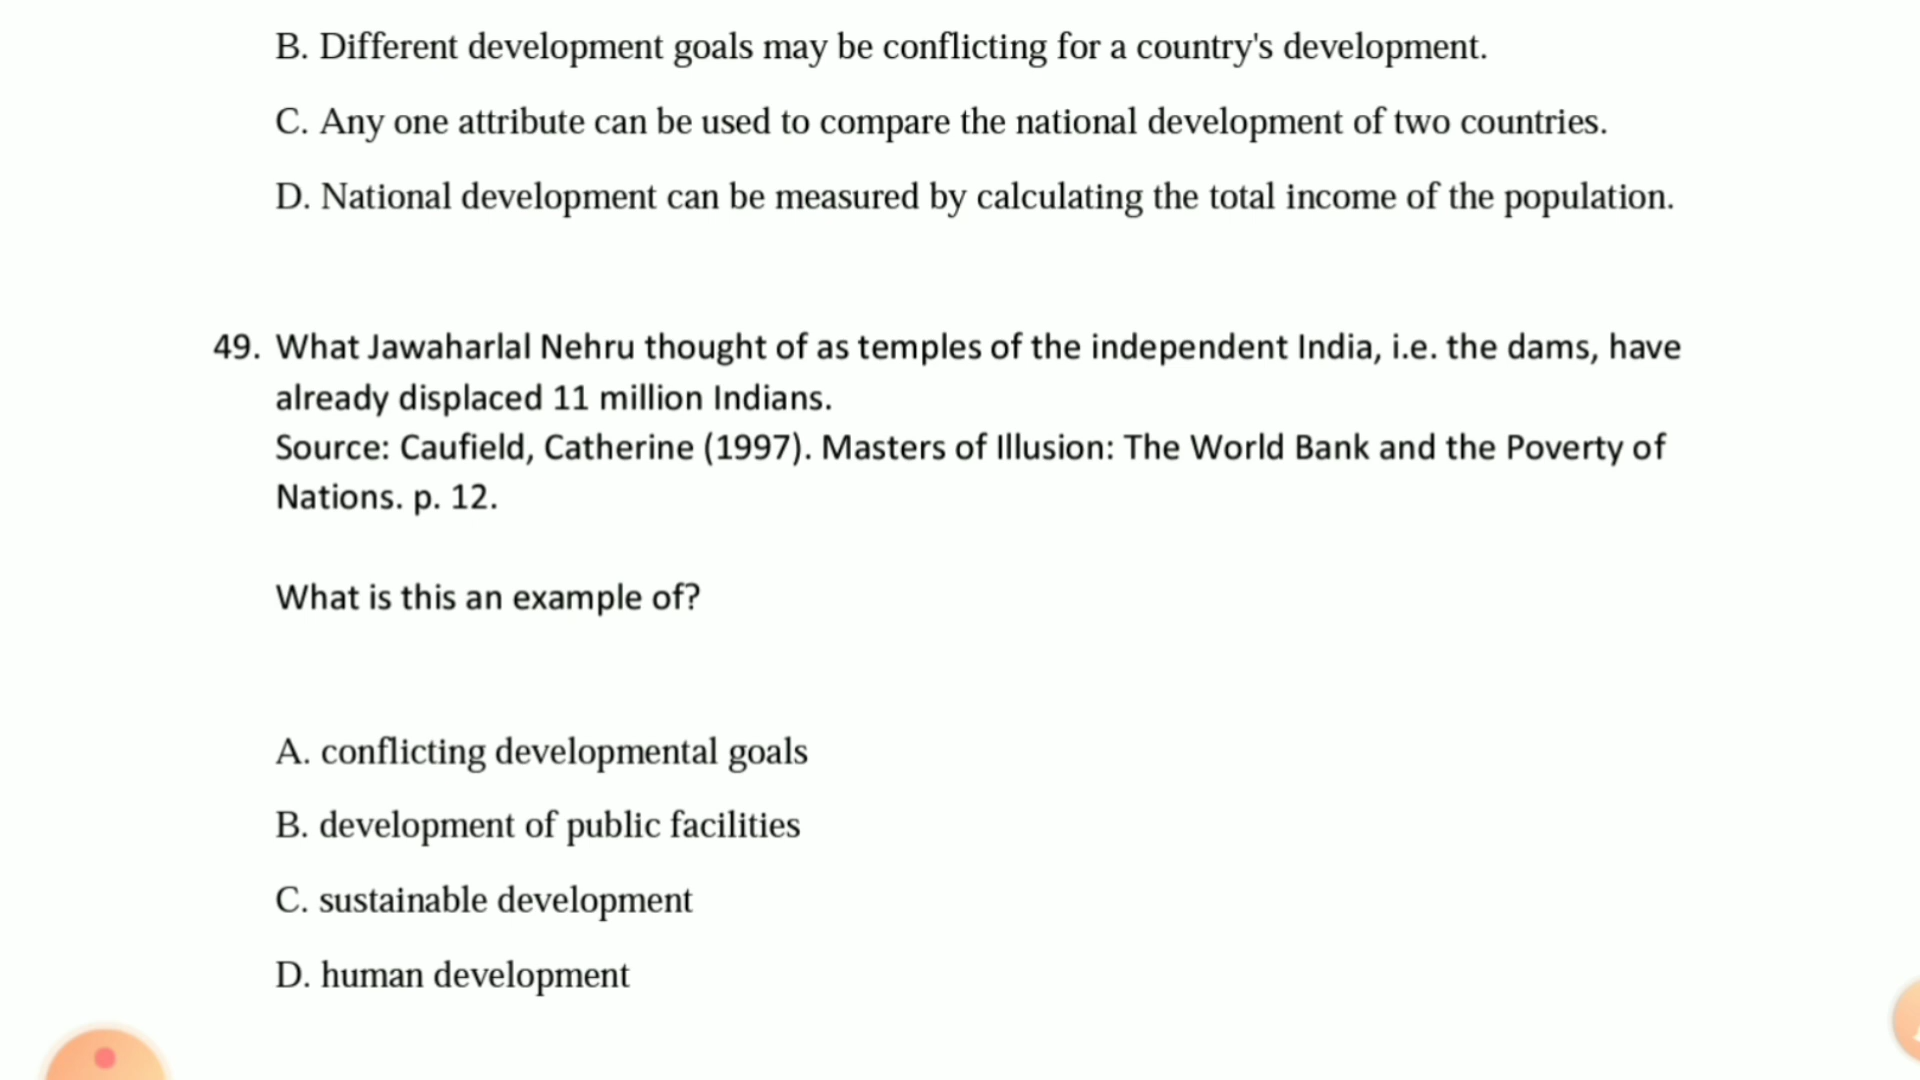 B. Different development goals may be conflicting for a country's development.
C. Any one attribute can be used to compare the national development of two countries.
D. National development can be measured by calculating the total income of the population.
49. What Jawaharlal Nehru thought of as temples of the independent India, i.e. the dams, have
already displaced 11 million Indians.
Source: Caufield, Catherine (1997). Masters of Illusion: The World Bank and the Poverty of
Nations. p. 12.
What is this an example of?
A. conflicting developmental goals
B. development of public facilities
C. sustainable development
D. human development